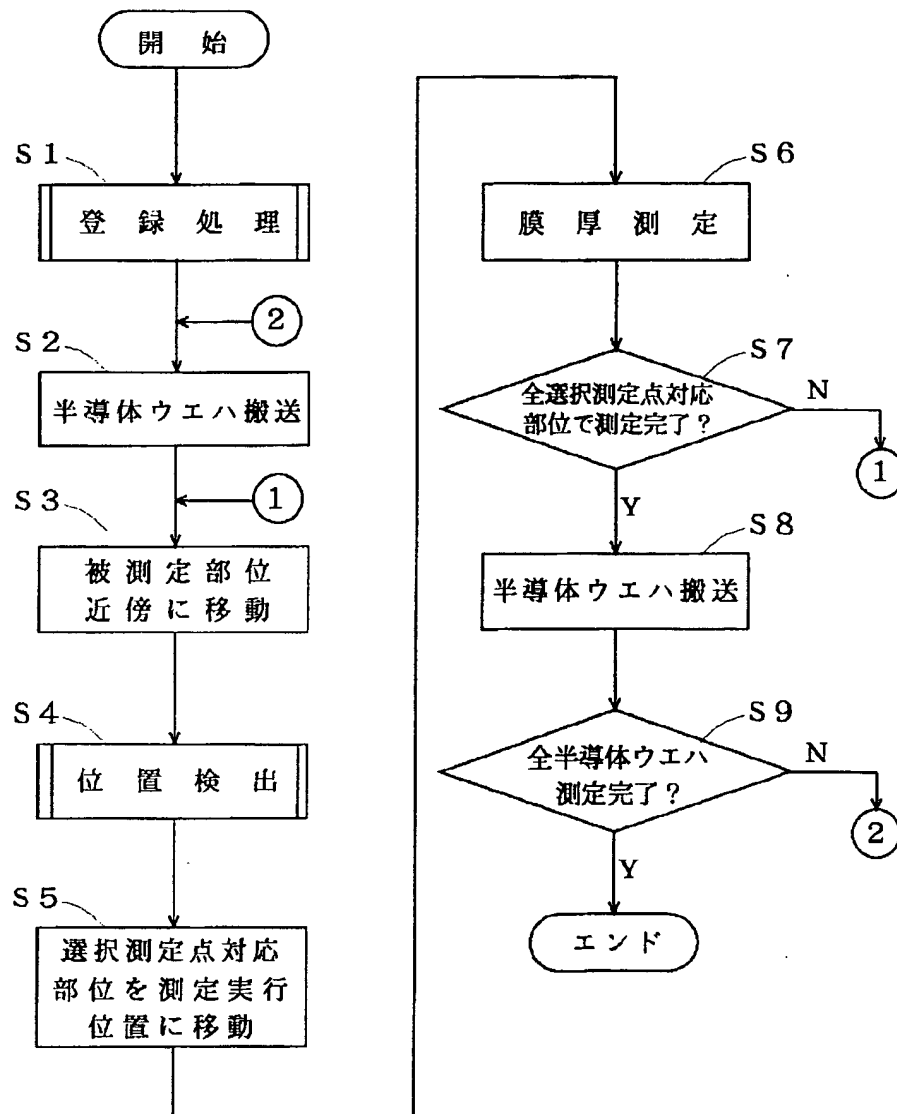 開始
S1
登録処理
②
S2
半導体ウエハ搬送
①
S3
被測定部位
近傍に移動
S4
位置検出
S5
選択測定点対応
部位を測定実行
位置に移動
S6
膜厚測定
S7
全選択測定点対応
部位で測定完了？
N
①
Y
S8
半導体ウエハ搬送
S9
全半導体ウエハ
測定完了？
N
②
Y
エンド